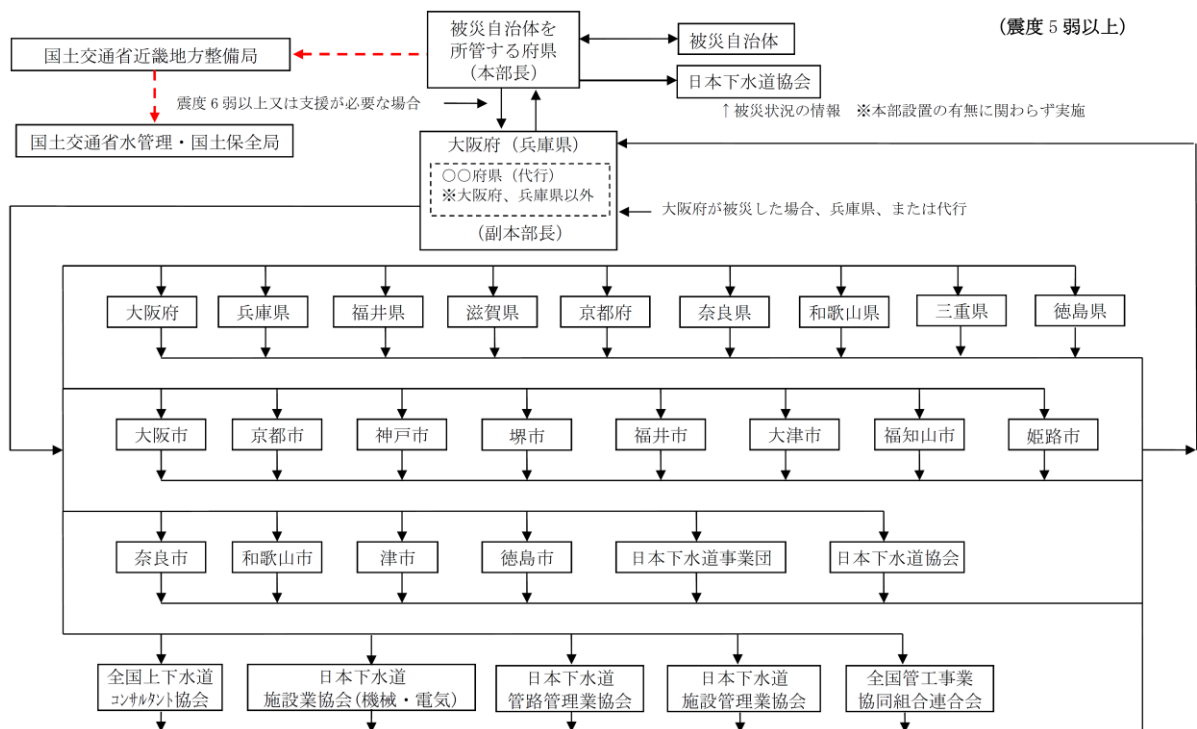 (震度5弱以上)
被災自治体を
所管する府県
(本部長)
被災自治体
国土交通省近畿地方整備局
日本下水道協会
震度6弱以上又は支援が必要な場合
↑被災状況の情報 ※本部設置の有無に関わらず実施
国土交通省水管理・国土保全局
大阪府(兵庫県)
○○府県(代行)
※大阪府、兵庫県以外
(副本部長)
大阪府が被災した場合、兵庫県、または代行
大阪府 兵庫県 福井県 滋賀県 京都府 奈良県 和歌山県 三重県 徳島県
大阪市 京都市 神戸市 堺市 福井市 大津市 福知山市 姫路市
奈良市 和歌山市 津市 徳島市 日本下水道事業団 日本下水道協会
全国上下水道
コンサルタント協会
日本下水道
施設業協会(機械・電気)
日本下水道
管路管理業協会
日本下水道
施設管理業協会
全国管工事業
協同組合連合会